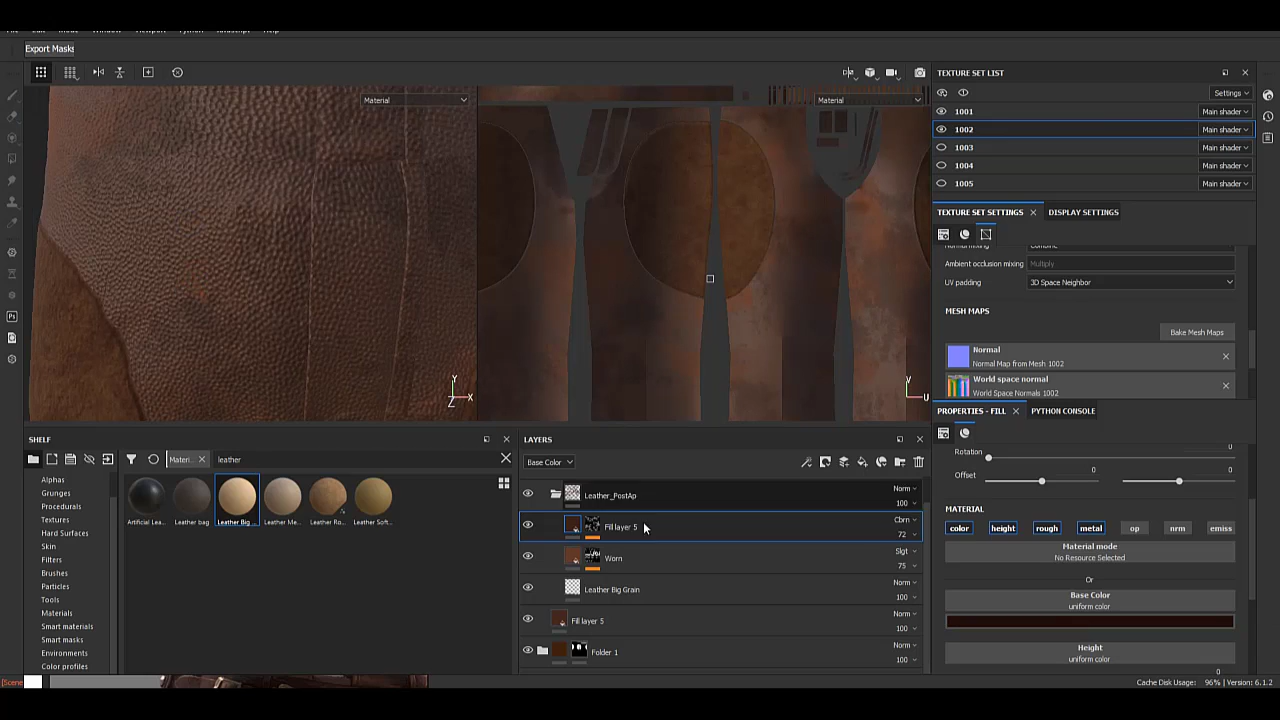 Export Masks
Material
Material
TEXTURE SET LIST
Settings
1001 Main shader
1002 Main shader
1003 Main shader
1004 Main shader
1005 Main shader
TEXTURE SET SETTINGS
DISPLAY SETTINGS
Ambient occlusion mixing Multiply
UV padding 3D Space Neighbor
MESH MAPS
Bake Mesh Maps
Normal
Normal Map from Mesh 1002
World space normal
World Space Normals 1002
PROPERTIES - FILL
PYTHON CONSOLE
0
Rotation
Offset 0 0
MATERIAL
color height rough metal op nrm emiss
Material mode
No Resource Selected
Or
Base Color
uniform color
Height
uniform color
0
Y
X
Z
V
U
SHELF
Materi...
leather
Alphas
Grunges
Procedurals
Textures
Hard Surfaces
Skin
Filters
Brushes
Particles
Tools
Materials
Smart materials
Smart masks
Environments
Color profiles
Artificial Lea...
Leather bag
Leather Big ...
Leather Me...
Leather Ro...
Leather Soft...
LAYERS
Base Color
Leather_PostAp Norm 100
Fill layer 5 Cbrn 72
Worn Slgt 75
Leather Big Grain Norm 100
Fill layer 5 Norm 100
Folder 1 Norm 100
[Scene
Cache Disk Usage: 96% | Version: 6.1.2